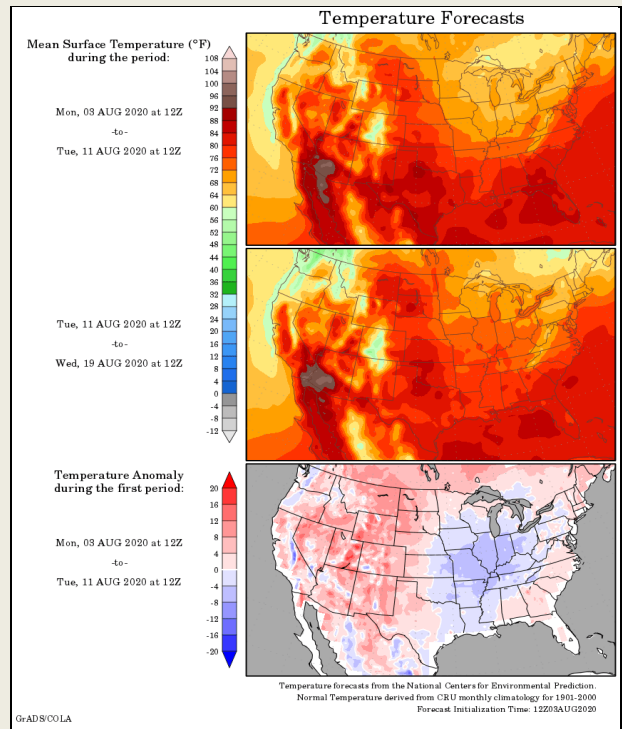 Temperature Forecasts
Mean Surface Temperature (°F)
during the period:
Mon, 03 AUG 2020 at 12Z
-to-
Tue, 11 AUG 2020 at 12Z
108
104
100
96
92
88
84
80
76
72
68
64
60
56
52
48
44
40
36
32
28
24
20
16
12
8
4
0
-4
-8
-12
Tue, 11 AUG 2020 at 12Z
-to-
Wed, 19 AUG 2020 at 12Z
Temperature Anomaly
during the first period:
Mon, 03 AUG 2020 at 12Z
-to-
Tue, 11 AUG 2020 at 12Z
20
16
12
8
4
0
-4
-8
-12
-16
-20
Temperature forecasts from the National Centers for Environmental Prediction.
Normal Temperature derived from CRU monthly climatology for 1901-2000
Forecast Initialization Time: 12Z03AUG2020
GrADS/COLA